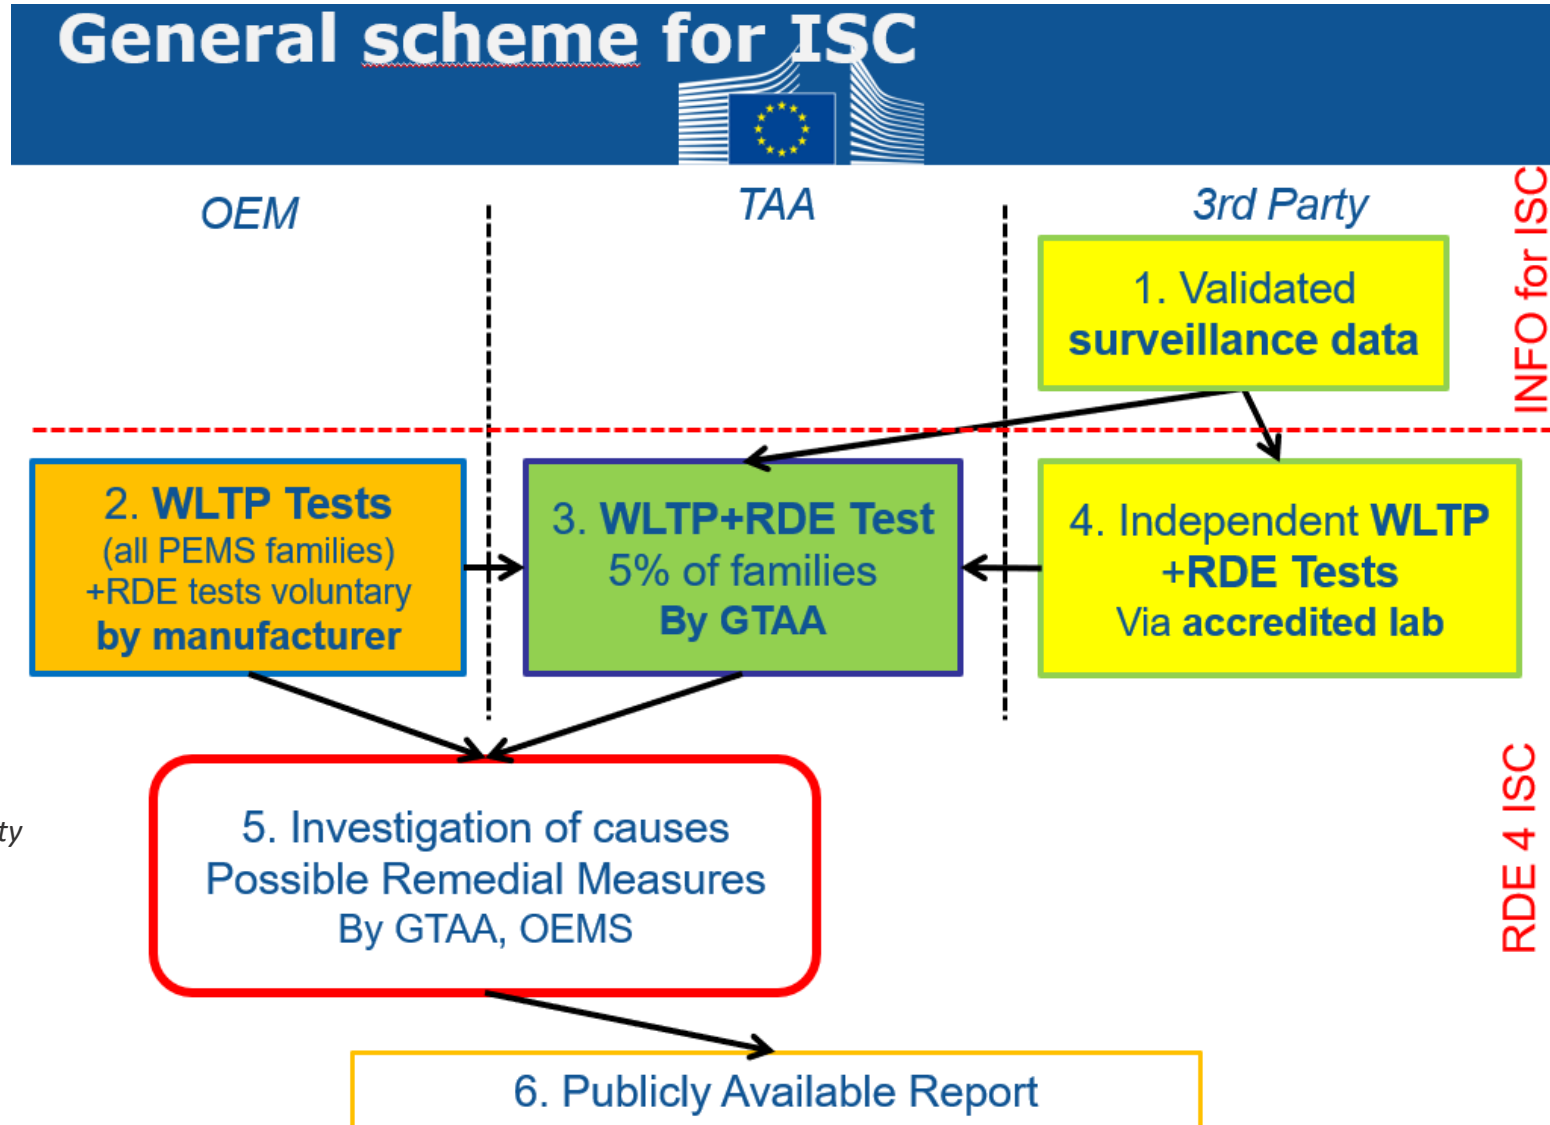 General scheme for ISC
OEM
TAA
3rd Party
INFO for ISC
1. Validated
surveillance data
2. WLTP Tests
(all PEMS families)
+RDE tests voluntary
by manufacturer
3. WLTP+RDE Test
5% of families
By GTAA
4. Independent WLTP
+RDE Tests
Via accredited lab
ty
5. Investigation of causes
Possible Remedial Measures
By GTAA, OEMS
RDE 4 ISC
6. Publicly Available Report